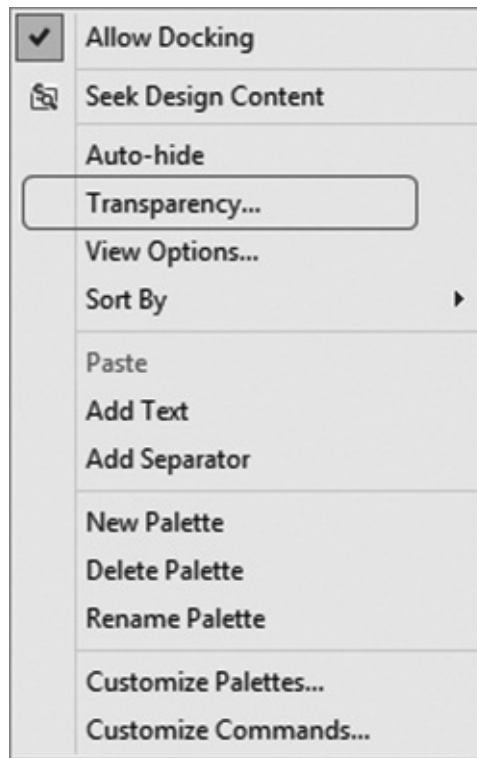 Allow Docking
Seek Design Content
Auto-hide
Transparency...
View Options...
Sort By
Paste
Add Text
Add Separator
New Palette
Delete Palette
Rename Palette
Customize Palettes...
Customize Commands...